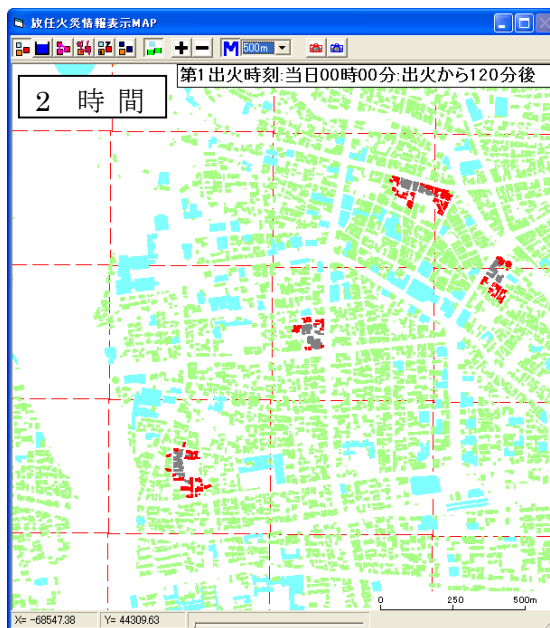 放任火災情報表示MAP
M 500m
第1出火時刻:当日00時00分:出火から120分後
2 時間
0 250 500m
X= -68547.38 Y= 44309.63